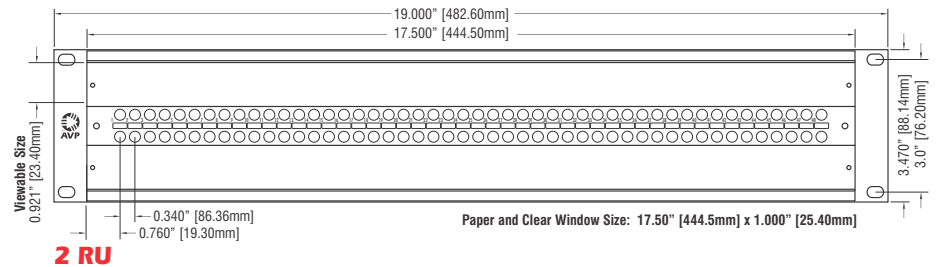 19.000" [482.60mm]
17.500" [444.50mm]
AVP
Viewable Size
0.921" [23.40mm]
3.470" [88.14mm]
3.0" [76.20mm]
0.340" [86.36mm]
0.760" [19.30mm]
Paper and Clear Window Size: 17.50" [444.5mm] x 1.000" [25.40mm]
2 RU